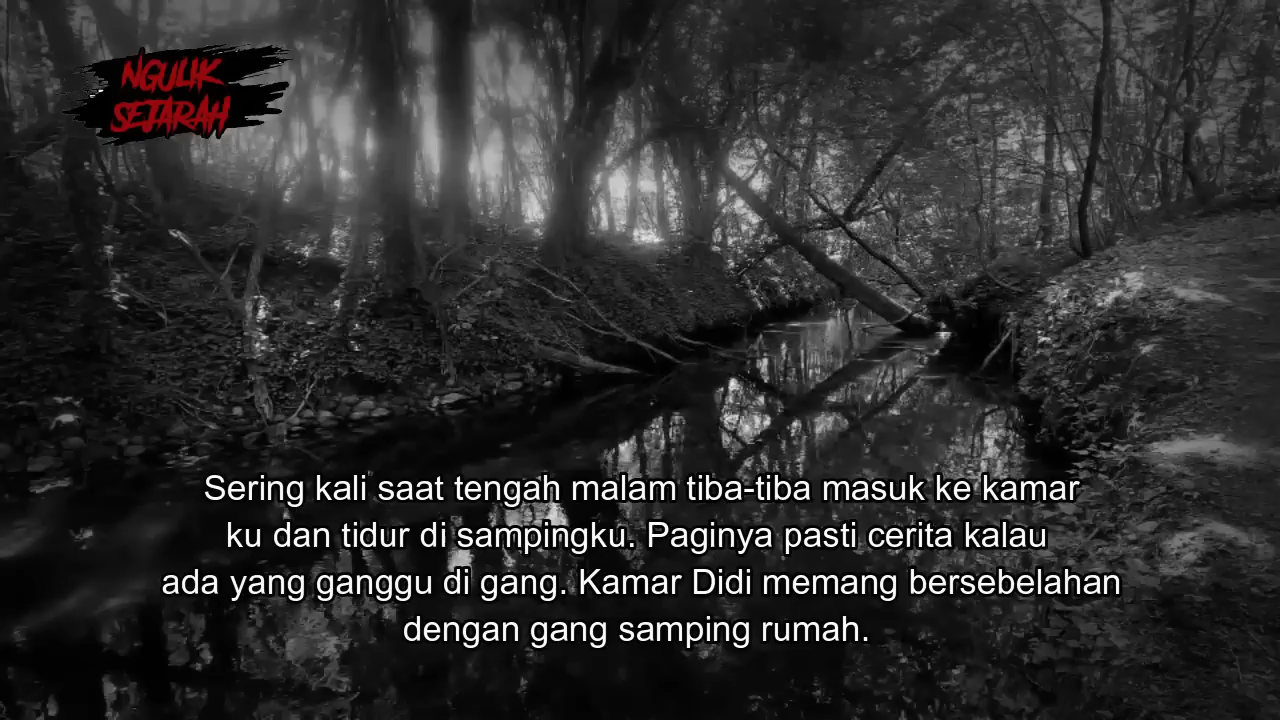 NGULIK
SEJARAH
Sering kali saat tengah malam tiba-tiba masuk ke kamar
ku dan tidur di sampingku. Paginya pasti cerita kalau
ada yang ganggu di gang. Kamar Didi memang bersebelahan
dengan gang samping rumah.